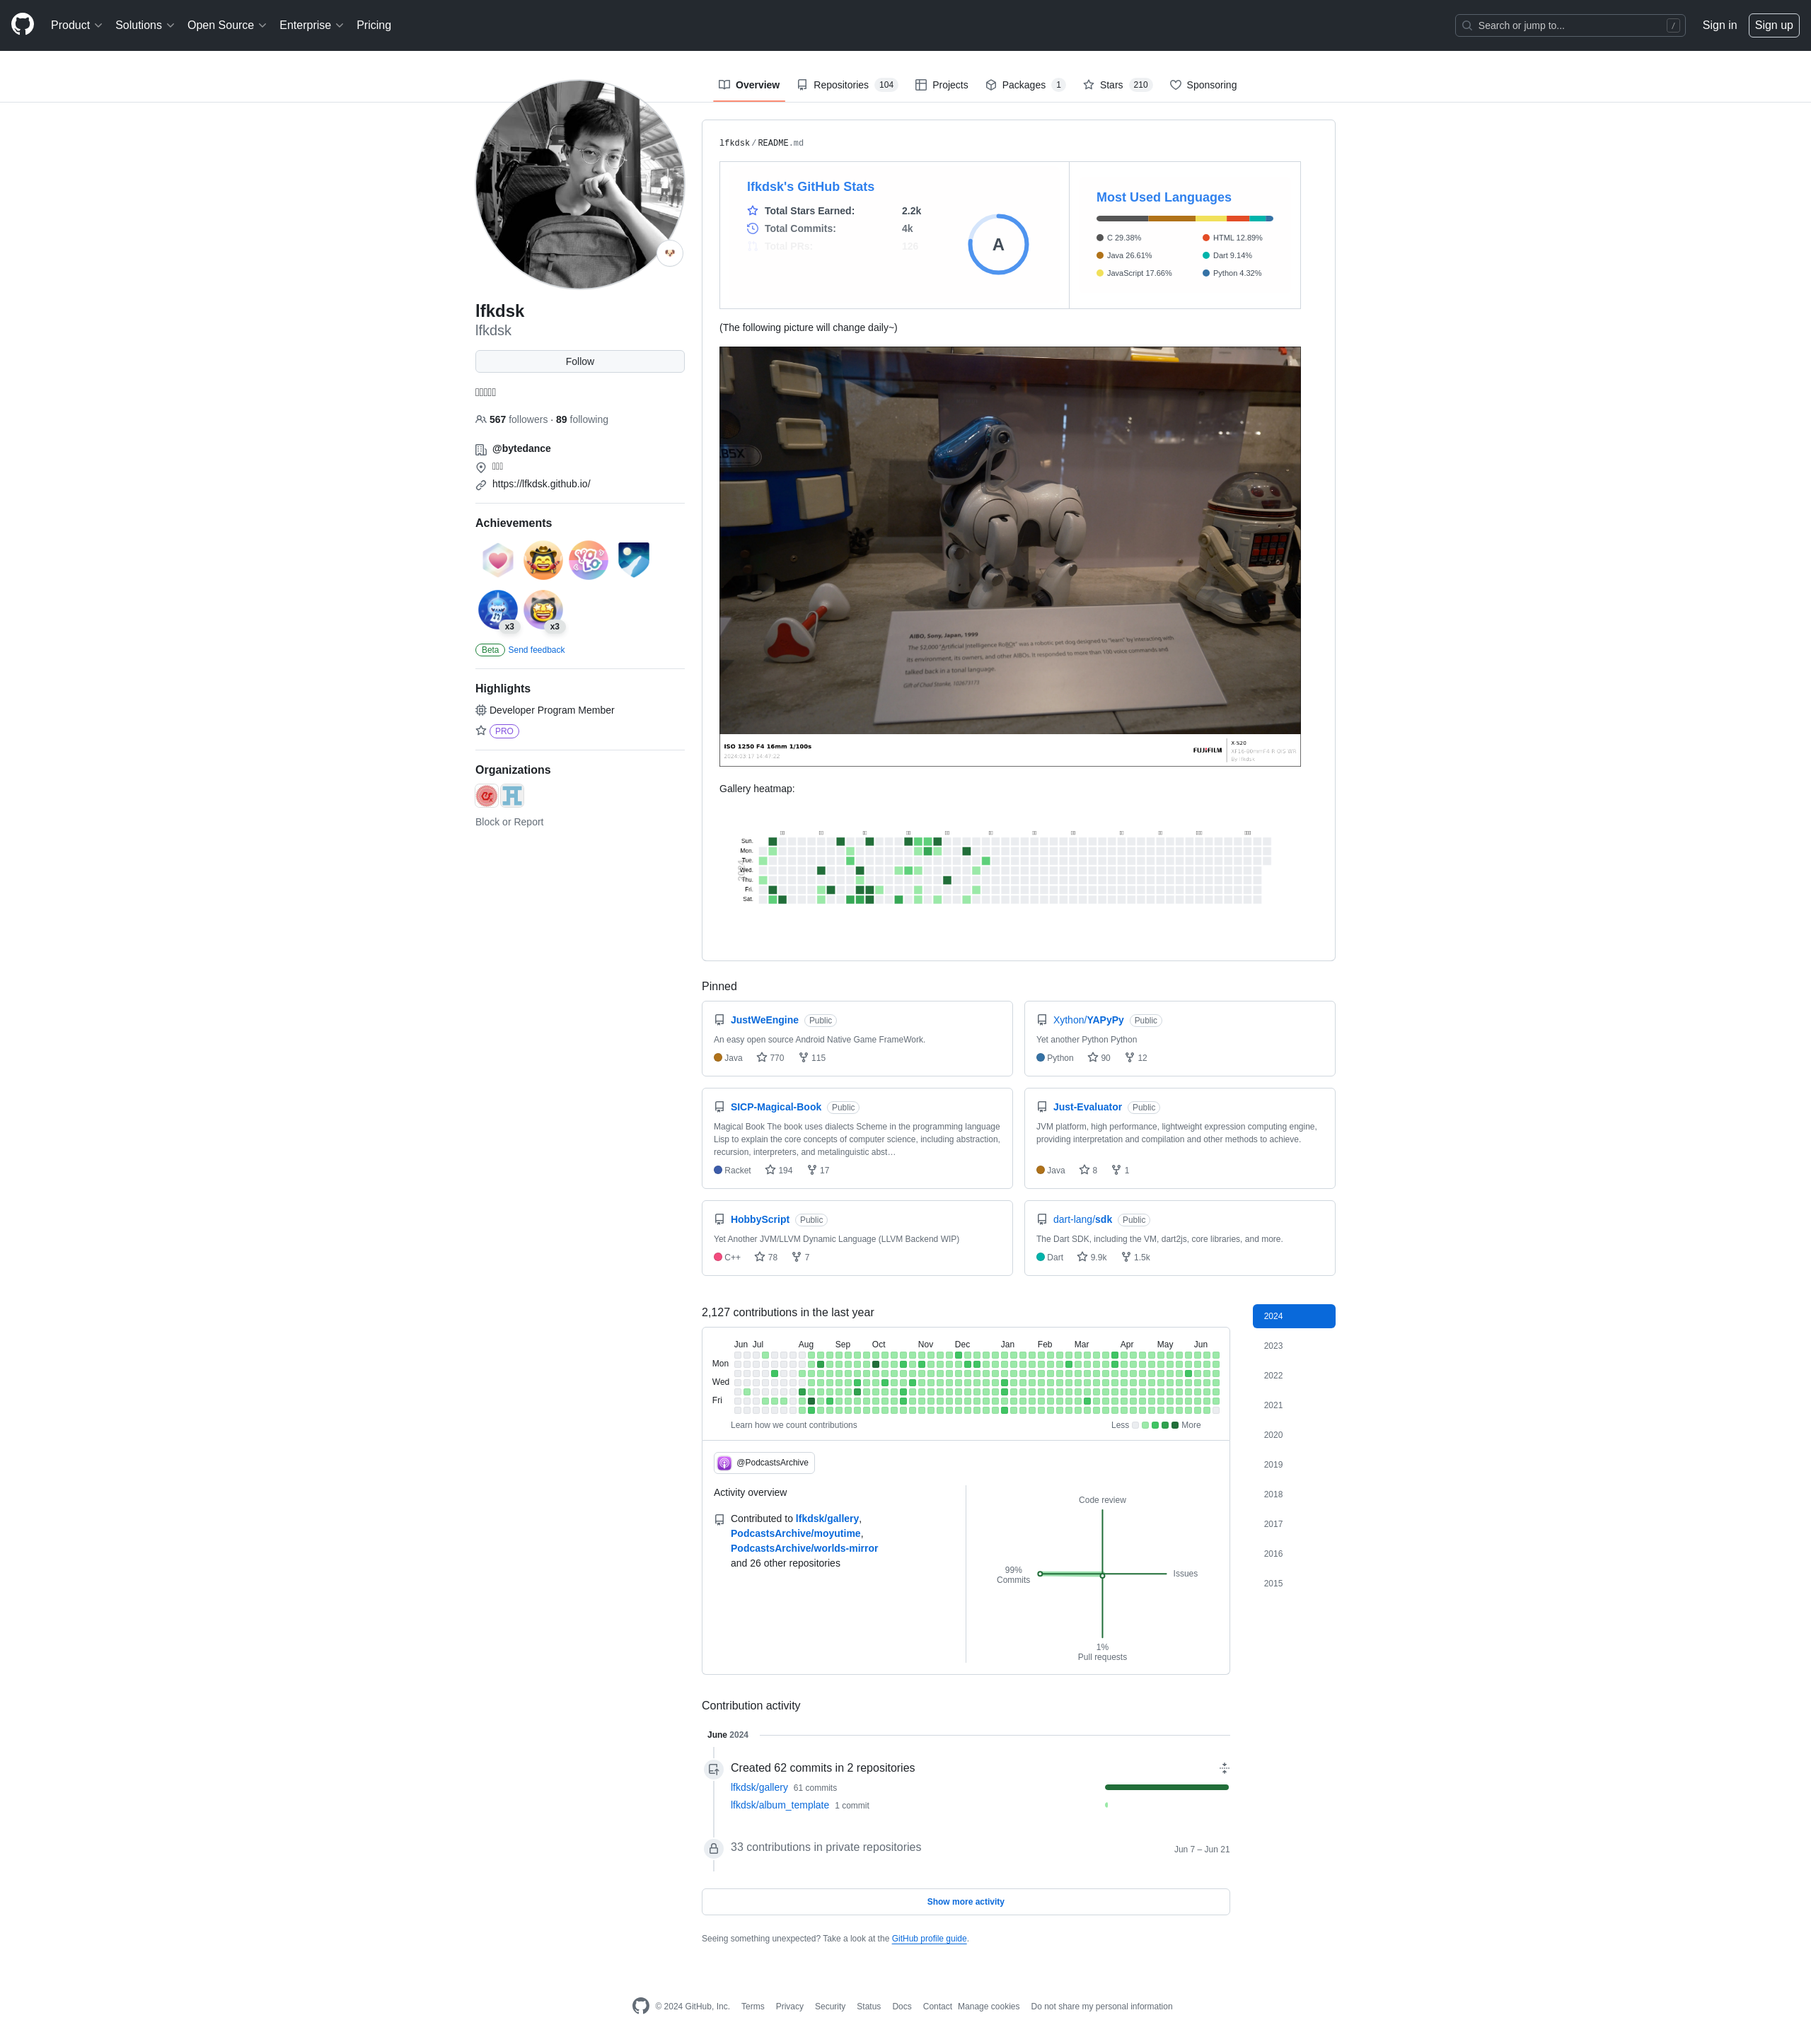 Product
Solutions
Open Source
Enterprise
Pricing
Search or jump to...
/
Sign in
Sign up
Overview
Repositories 104
Projects
Packages 1
Stars 210
Sponsoring
lfkdsk
lfkdsk
Follow
567 followers · 89 following
@bytedance
https://lfkdsk.github.io/
Achievements
YOLO
x3
x3
Beta Send feedback
Highlights
Developer Program Member
PRO
Organizations
Block or Report
lfkdsk/README.md
lfkdsk's GitHub Stats
Total Stars Earned: 2.2k
Total Commits: 4k
Total PRs: 126
A
Most Used Languages
C 29.38%
Java 26.61%
JavaScript 17.66%
HTML 12.89%
Dart 9.14%
Python 4.32%
(The following picture will change daily~)
AIBO, Sony, Japan, 1999
The $2,000 "Artificial Intelligence RoBOt" was a robotic pet dog designed to "learn" by interacting with
its environment, its owners, and other AIBOs. It responded to more than 100 voice commands and
talked back in a tonal language.
ISO 1250 F4 16mm 1/100s
FUJIFILM
X-S20
Gallery heatmap:
Sun.
Mon.
Tue.
Wed.
Thu.
Fri.
Sat.
Pinned
JustWeEngine Public
An easy open source Android Native Game FrameWork.
Java 770 115
Xython/YAPyPy Public
Yet another Python Python
Python 90 12
SICP-Magical-Book Public
Magical Book The book uses dialects Scheme in the programming language
Lisp to explain the core concepts of computer science, including abstraction,
recursion, interpreters, and metalinguistic abst…
Racket 194 17
Just-Evaluator Public
JVM platform, high performance, lightweight expression computing engine,
providing interpretation and compilation and other methods to achieve.
Java 8 1
HobbyScript Public
Yet Another JVM/LLVM Dynamic Language (LLVM Backend WIP)
C++ 78 7
dart-lang/sdk Public
The Dart SDK, including the VM, dart2js, core libraries, and more.
Dart 9.9k 1.5k
2,127 contributions in the last year
Jun Jul Aug Sep Oct Nov Dec Jan Feb Mar Apr May Jun
Mon
Wed
Fri
Learn how we count contributions
Less More
2024
2023
2022
2021
2020
2019
2018
2017
2016
2015
@PodcastsArchive
Activity overview
Contributed to lfkdsk/gallery,
PodcastsArchive/moyutime,
PodcastsArchive/worlds-mirror
and 26 other repositories
Code review
99%
Commits
Issues
1%
Pull requests
Contribution activity
June 2024
Created 62 commits in 2 repositories
lfkdsk/gallery 61 commits
lfkdsk/album_template 1 commit
33 contributions in private repositories
Jun 7 – Jun 21
Show more activity
Seeing something unexpected? Take a look at the GitHub profile guide.
© 2024 GitHub, Inc.
Terms
Privacy
Security
Status
Docs
Contact
Manage cookies
Do not share my personal information